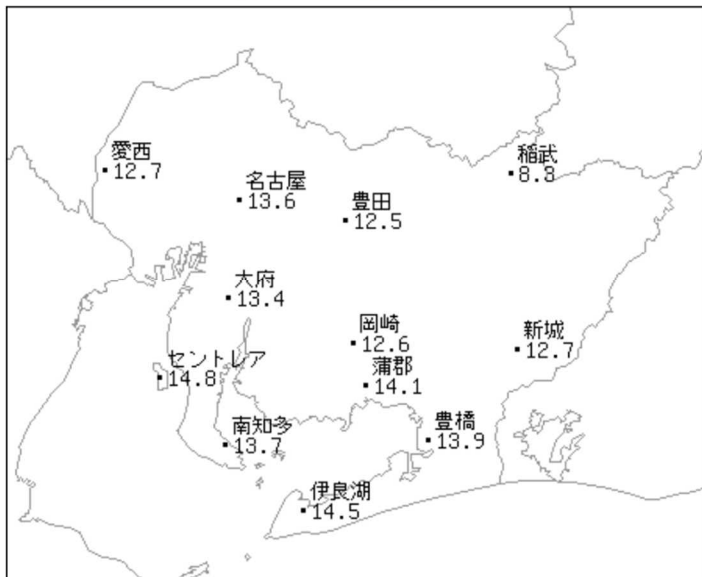 愛西
12.7
稲武
8.3
名古屋
13.6
豊田
12.5
大府
13.4
岡崎
12.6
新城
12.7
セントレア
14.8
蒲郡
14.1
南知多
13.7
豊橋
13.9
伊良湖
14.5